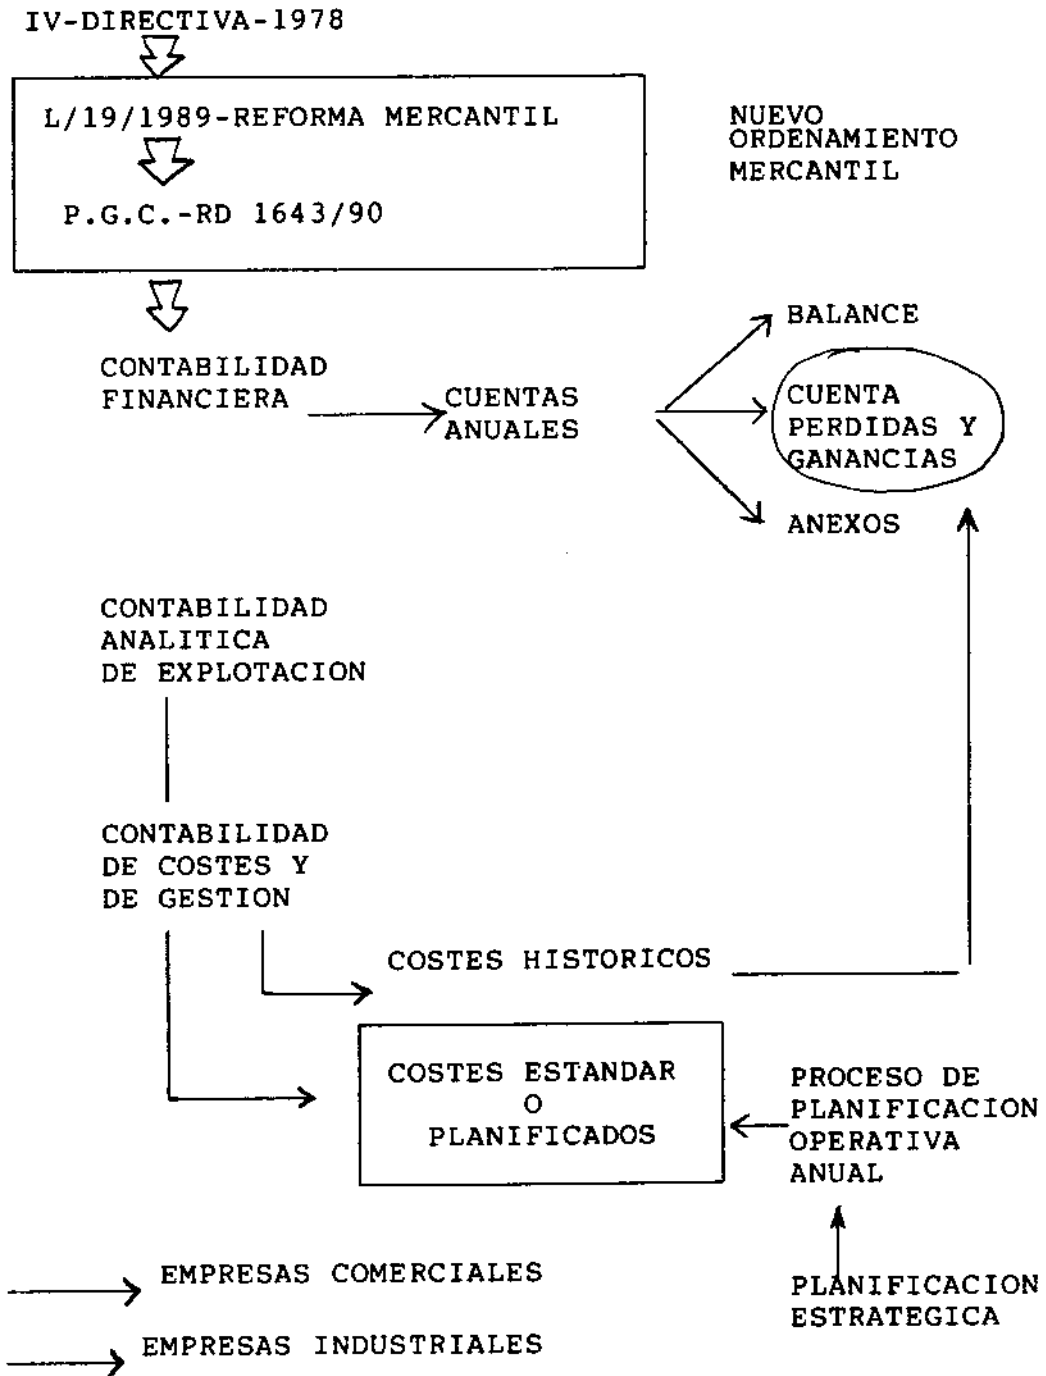 IV-DIRECTIVA-1978
L/19/1989-REFORMA MERCANTIL
P.G.C.-RD 1643/90
NUEVO
ORDENAMIENTO
MERCANTIL
CONTABILIDAD
FINANCIERA
CUENTAS
ANUALES
BALANCE
CUENTA
PERDIDAS Y
GANANCIAS
ANEXOS
CONTABILIDAD
ANALITICA
DE EXPLOTACION
CONTABILIDAD
DE COSTES Y
DE GESTION
COSTES HISTORICOS
COSTES ESTANDAR
O
PLANIFICADOS
PROCESO DE
PLANIFICACION
OPERATIVA
ANUAL
PLANIFICACION
ESTRATEGICA
EMPRESAS COMERCIALES
EMPRESAS INDUSTRIALES